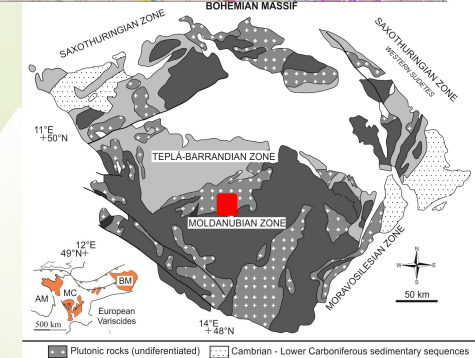 BOHEMIAN MASSIF
SAXOTHURINGIAN ZONE
SAXOTHURINGIAN ZONE
WESTERN SUDETES
11°E
+50°N
TEPLÁ-BARRANDIAN ZONE
MOLDANUBIAN ZONE
MORAVOSILESIAN ZONE
12°E
49°N+
BM
MC
AM
European
Variscides
500 km
14°E
+48°N
N
W
E
S
50 km
Plutonic rocks (undifferentiated)
Cambrian - Lower Carboniferous sedimentary sequences